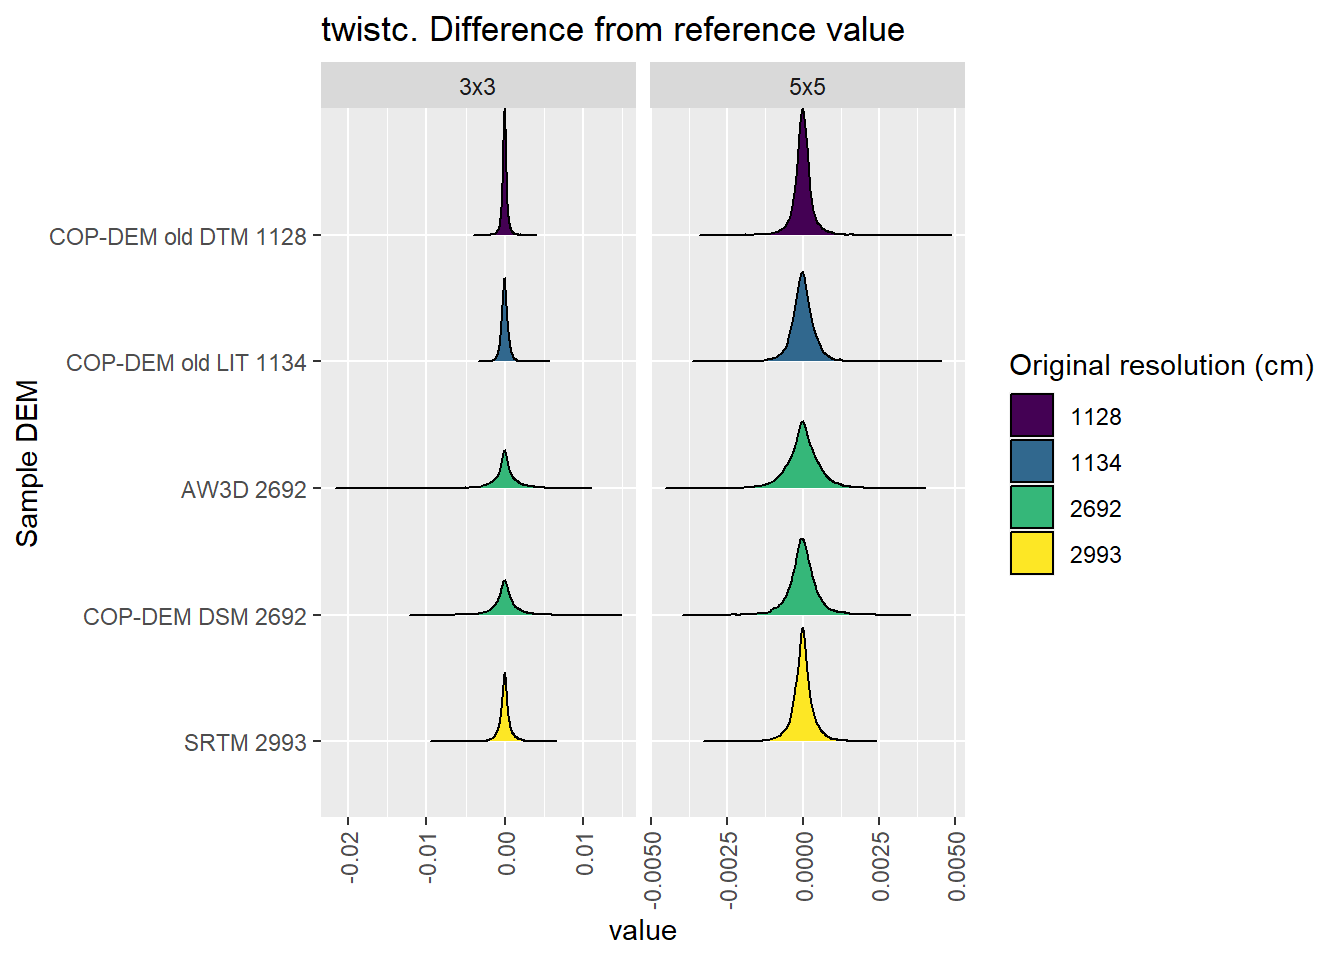 twistc. Difference from reference value
3x3
5x5
Sample DEM
COP-DEM old DTM 1128
COP-DEM old LIT 1134
AW3D 2692
COP-DEM DSM 2692
SRTM 2993
-0.02
-0.01
0.00
0.01
-0.0050
-0.0025
0.0000
0.0025
0.0050
value
Original resolution (cm)
1128
1134
2692
2993